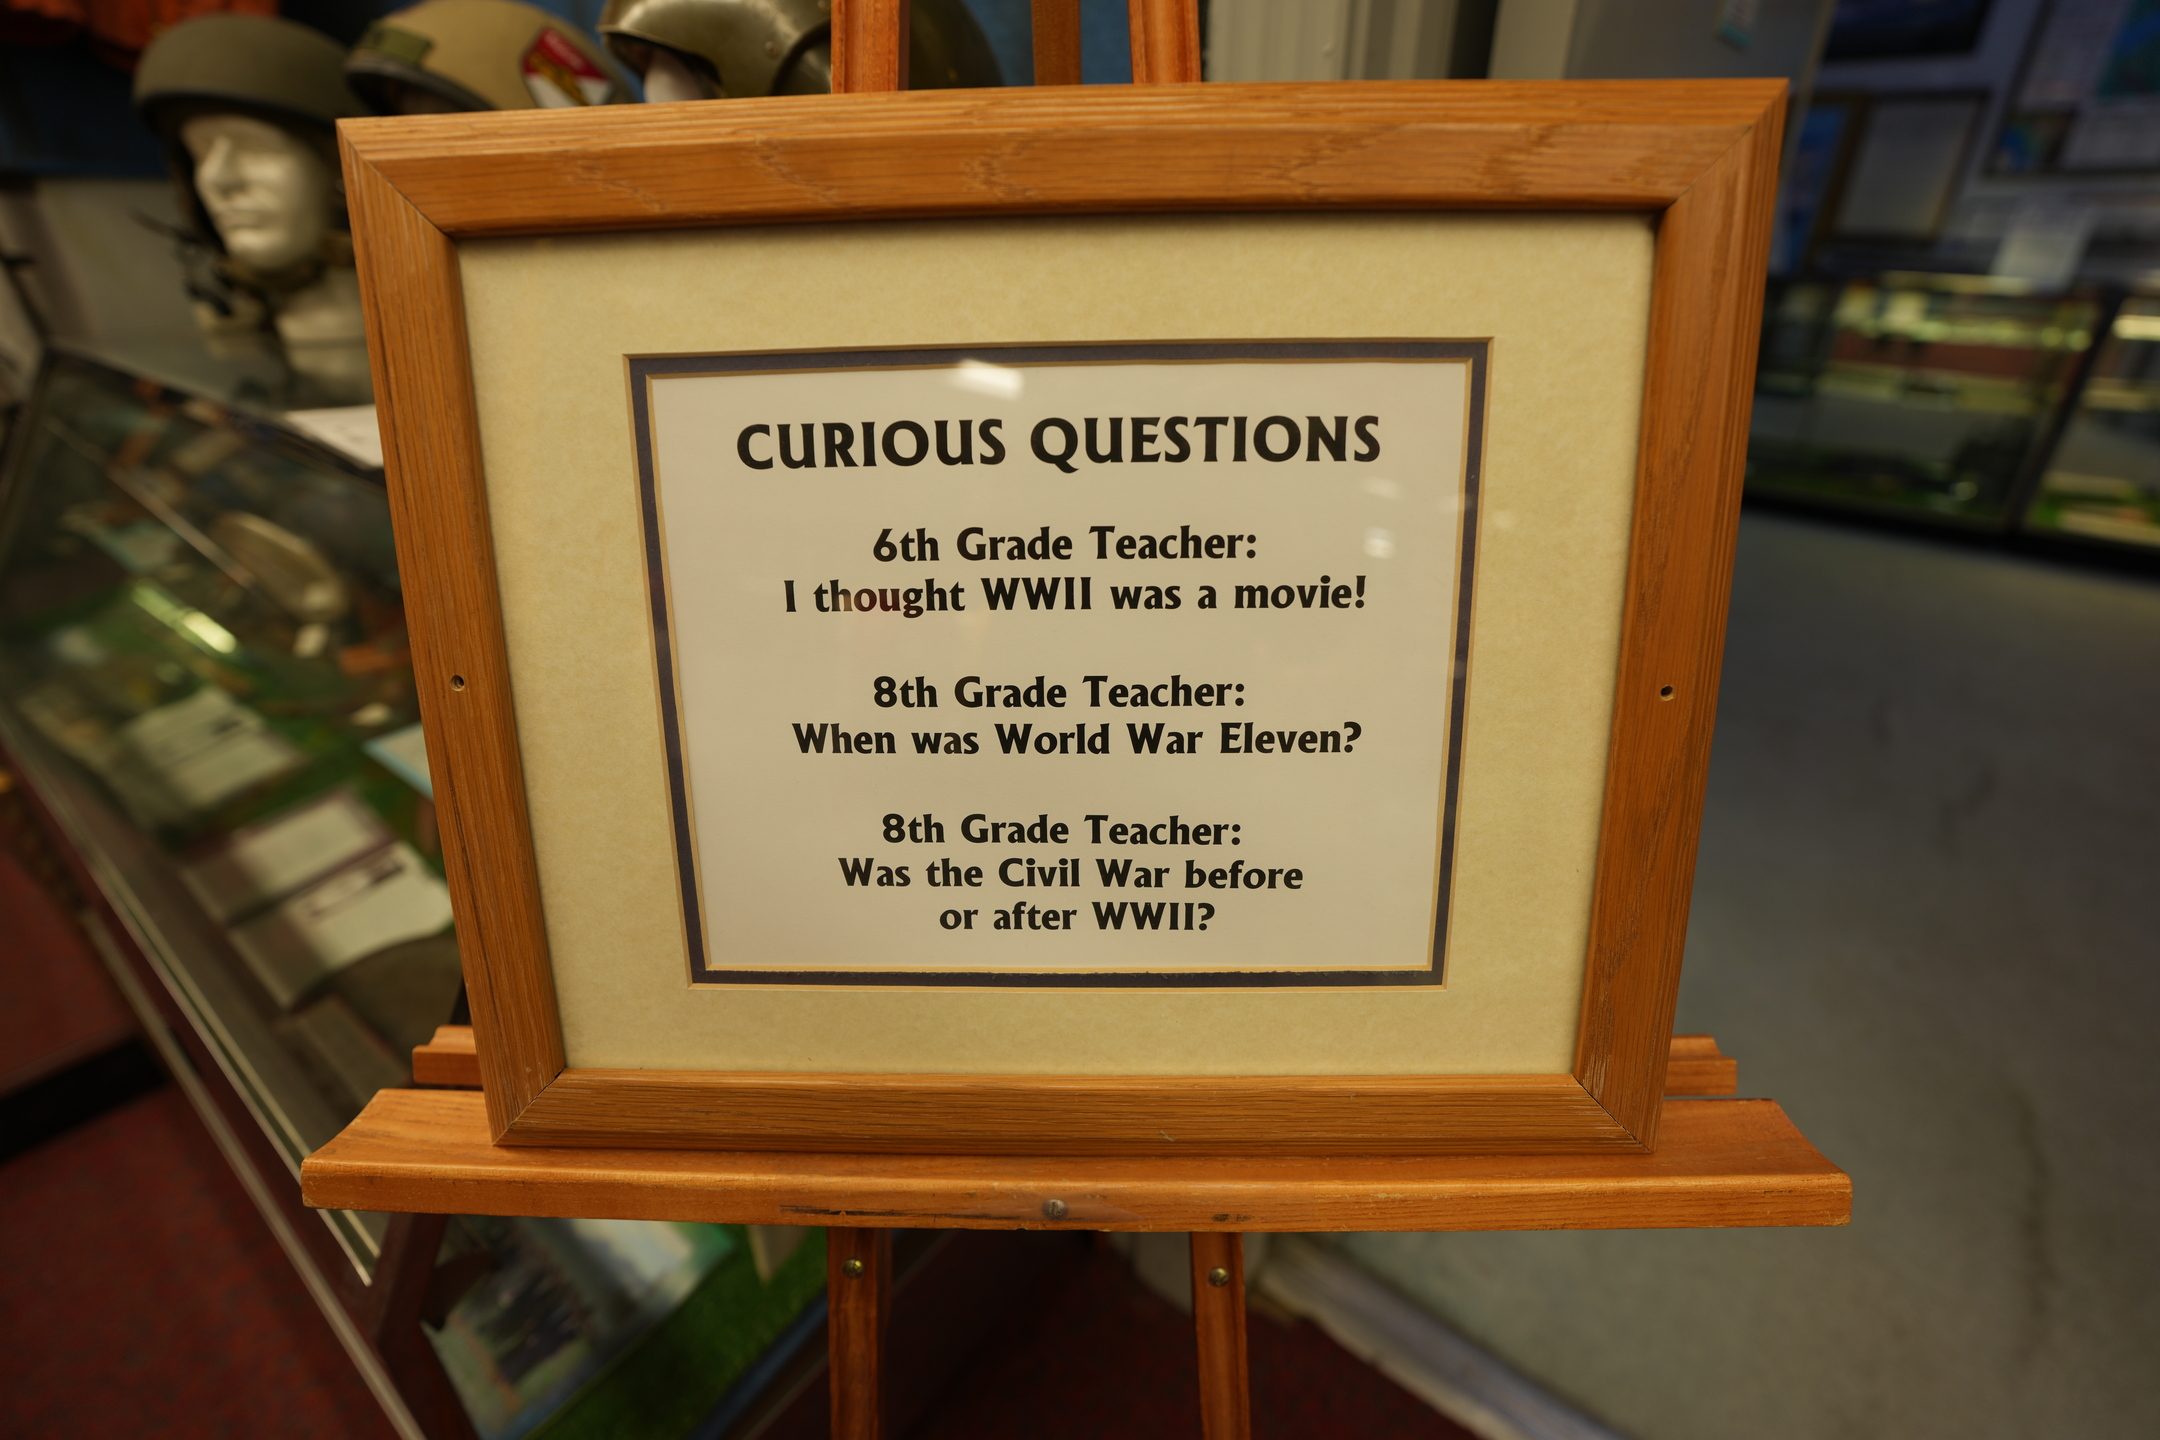 CURIOUS QUESTIONS
6th Grade Teacher:
I thought WWII was a movie!
8th Grade Teacher:
When was World War Eleven?
8th Grade Teacher:
Was the Civil War before
or after WWII?